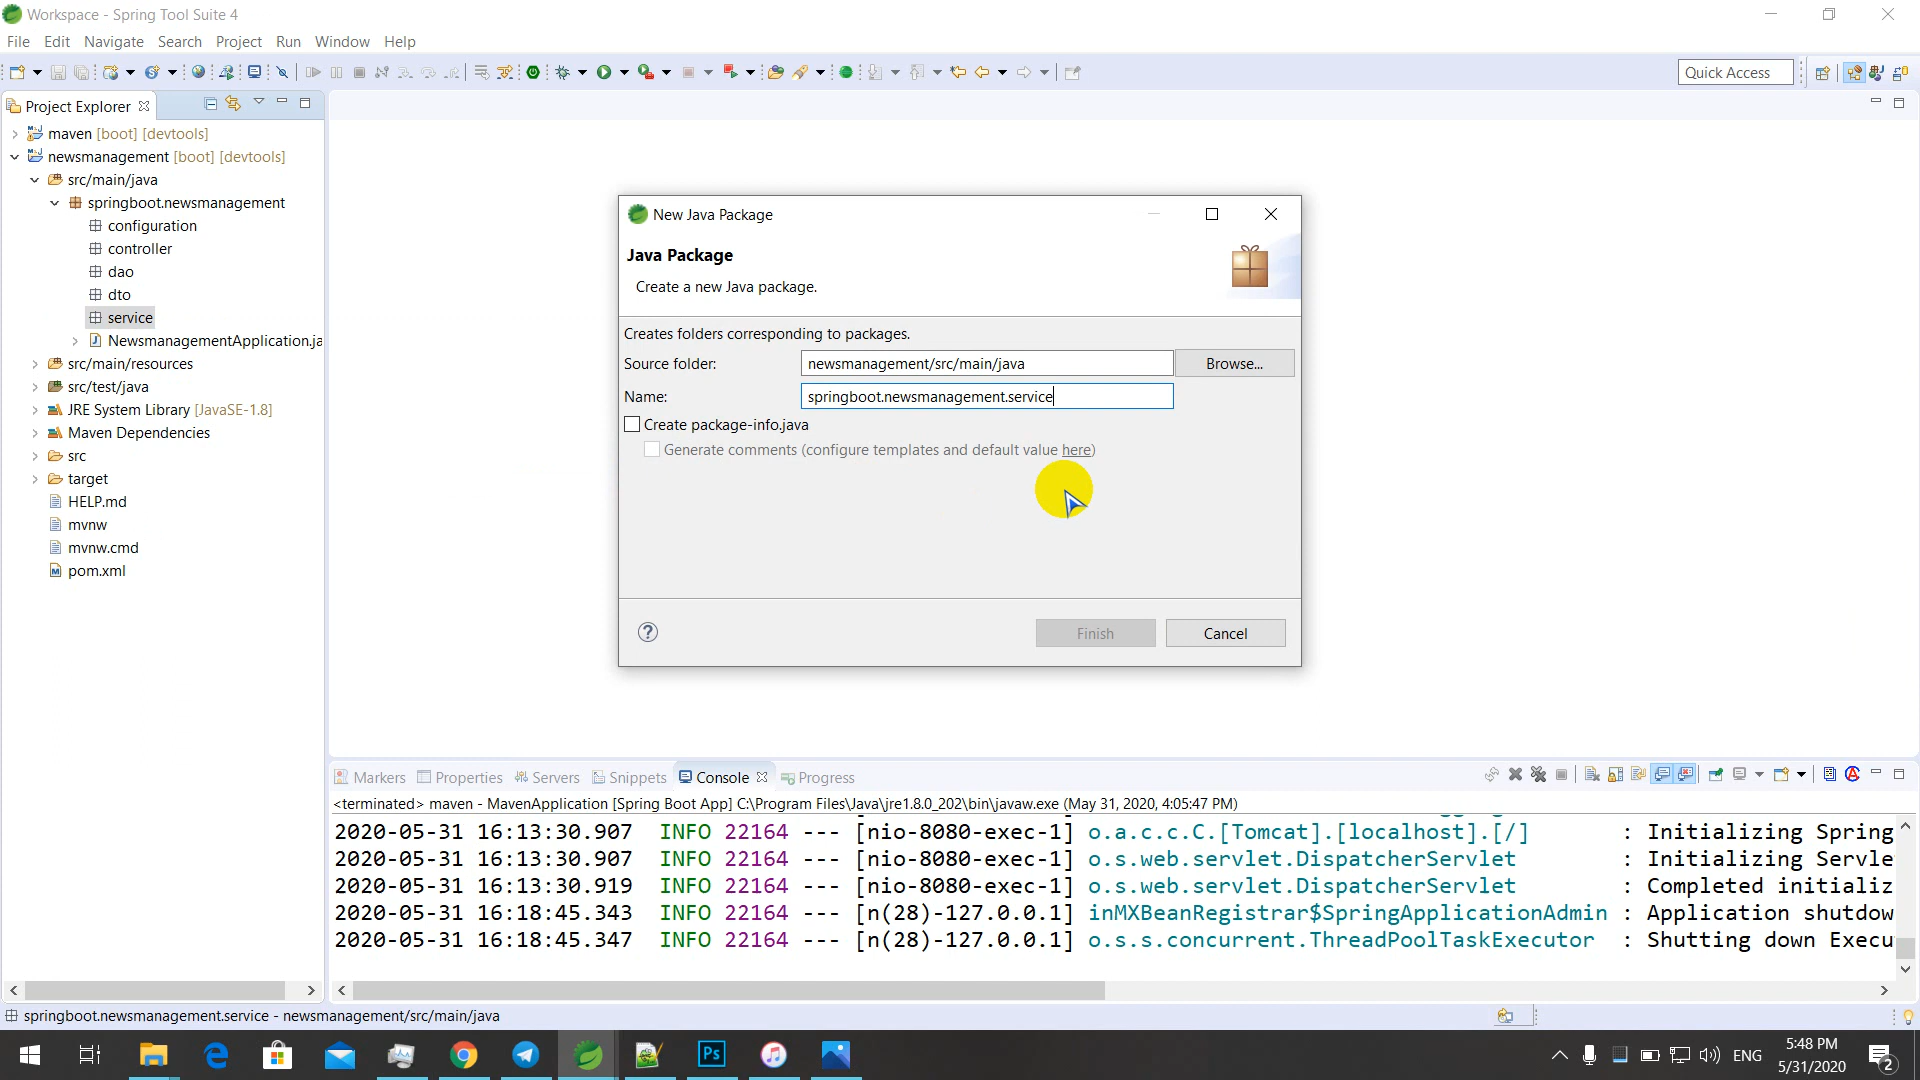 Workspace - Spring Tool Suite 4
File Edit Navigate Search Project Run Window Help
Quick Access
Project Explorer
maven [boot] [devtools]
newsmanagement [boot] [devtools]
src/main/java
springboot.newsmanagement
configuration
controller
dao
dto
service
NewsmanagementApplication.ja
src/main/resources
src/test/java
JRE System Library [JavaSE-1.8]
Maven Dependencies
src
target
HELP.md
mvnw
mvnw.cmd
pom.xml
New Java Package
Java Package
Create a new Java package.
Creates folders corresponding to packages.
Source folder: newsmanagement/src/main/java Browse...
Name: springboot.newsmanagement.service
Create package-info.java
Generate comments (configure templates and default value here)
Finish Cancel
Markers Properties Servers Snippets Console Progress
<terminated> maven - MavenApplication [Spring Boot App] C:\Program Files\Java\jre1.8.0_202\bin\javaw.exe (May 31, 2020, 4:05:47 PM)
2020-05-31 16:13:30.907 INFO 22164 --- [nio-8080-exec-1] o.a.c.c.C.[Tomcat].[localhost].[/] : Initializing Spring
2020-05-31 16:13:30.907 INFO 22164 --- [nio-8080-exec-1] o.s.web.servlet.DispatcherServlet : Initializing Servle
2020-05-31 16:13:30.919 INFO 22164 --- [nio-8080-exec-1] o.s.web.servlet.DispatcherServlet : Completed initializ
2020-05-31 16:18:45.343 INFO 22164 --- [n(28)-127.0.0.1] inMXBeanRegistrar$SpringApplicationAdmin : Application shutdow
2020-05-31 16:18:45.347 INFO 22164 --- [n(28)-127.0.0.1] o.s.s.concurrent.ThreadPoolTaskExecutor : Shutting down Execu
springboot.newsmanagement.service - newsmanagement/src/main/java
ENG
5:48 PM
5/31/2020
2